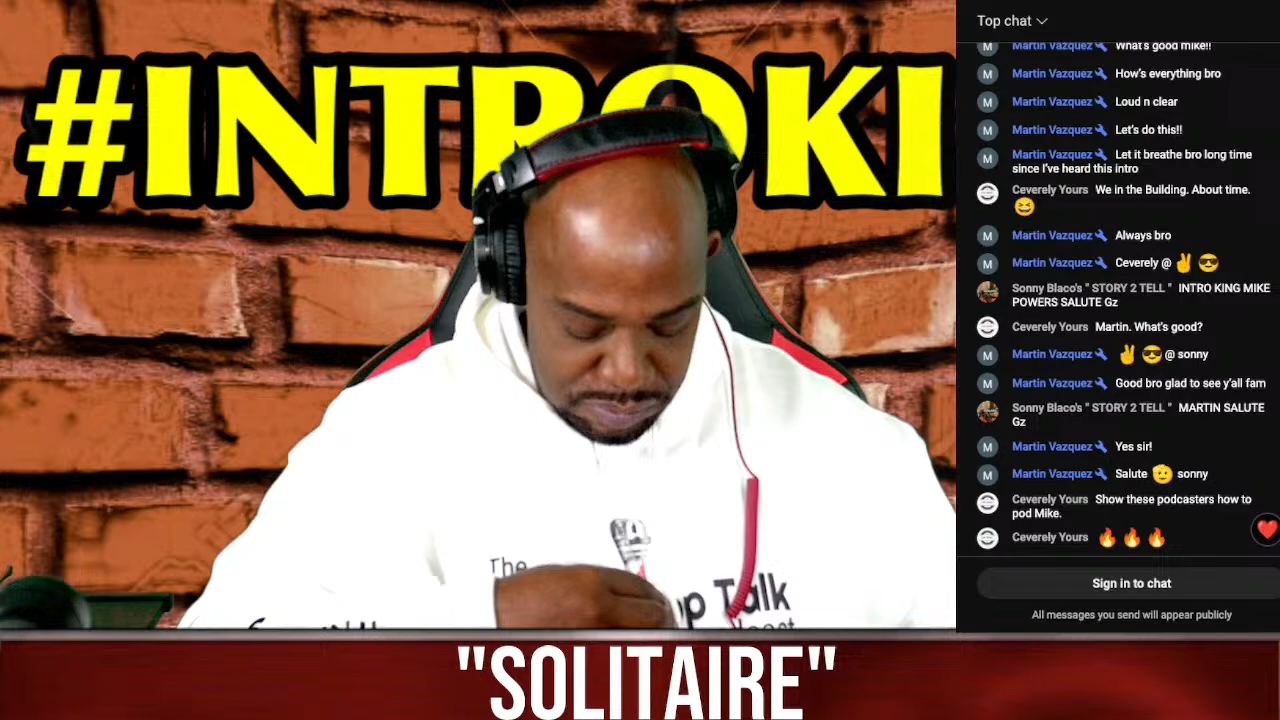 #INTROKI
The
op Talk
"SOLITAIRE"
Top chat
Martin Vazquez What's good mike!!
Martin Vazquez How's everything bro
Martin Vazquez Loud n clear
Martin Vazquez Let's do this!!
Martin Vazquez Let it breathe bro long time
since I've heard this intro
Ceverely Yours We in the Building. About time.
😆
Martin Vazquez Always bro
Martin Vazquez Ceverely @ ✌️ 😎
Sonny Blaco's " STORY 2 TELL " INTRO KING MIKE
POWERS SALUTE Gz
Ceverely Yours Martin. What's good?
Martin Vazquez ✌️ 😎 @ sonny
Martin Vazquez Good bro glad to see y'all fam
Sonny Blaco's " STORY 2 TELL " MARTIN SALUTE
Gz
Martin Vazquez Yes sir!
Martin Vazquez Salute 🫡 sonny
Ceverely Yours Show these podcasters how to
pod Mike.
Ceverely Yours 🔥 🔥 🔥
Sign in to chat
All messages you send will appear publicly